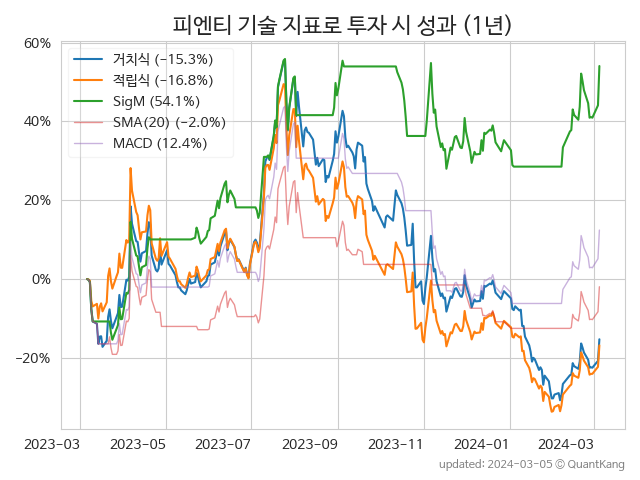 피엔티 기술 지표로 투자 시 성과 (1년)
거치식 (−15.3%)
적립식 (−16.8%)
SigM (54.1%)
SMA(20) (−2.0%)
MACD (12.4%)
60%
40%
20%
0%
−20%
2023-03 2023-05 2023-07 2023-09 2023-11 2024-01 2024-03
updated: 2024-03-05 © QuantKang